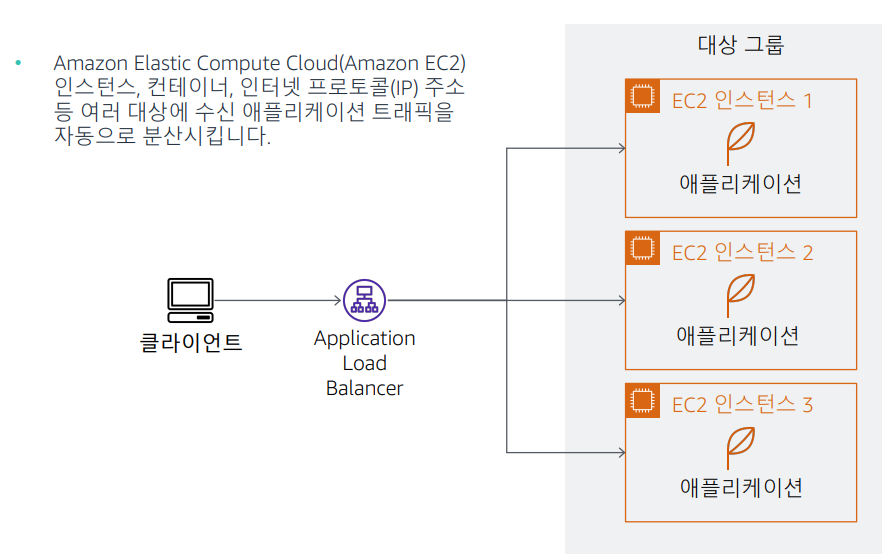 • Amazon Elastic Compute Cloud(Amazon EC2)
인스턴스, 컨테이너, 인터넷 프로토콜(IP) 주소
등 여러 대상에 수신 애플리케이션 트래픽을
자동으로 분산시킵니다.
대상 그룹
EC2 인스턴스 1
애플리케이션
EC2 인스턴스 2
애플리케이션
클라이언트
Application
Load
Balancer
EC2 인스턴스 3
애플리케이션